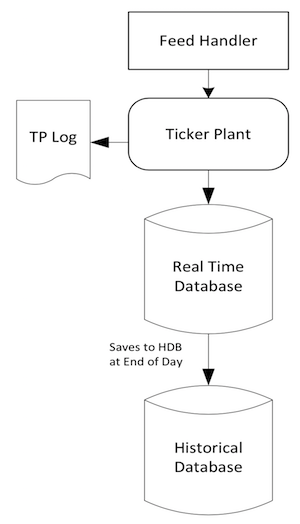 Feed Handler
TP Log
Ticker Plant
Real Time
Database
Saves to HDB
at End of Day
Historical
Database